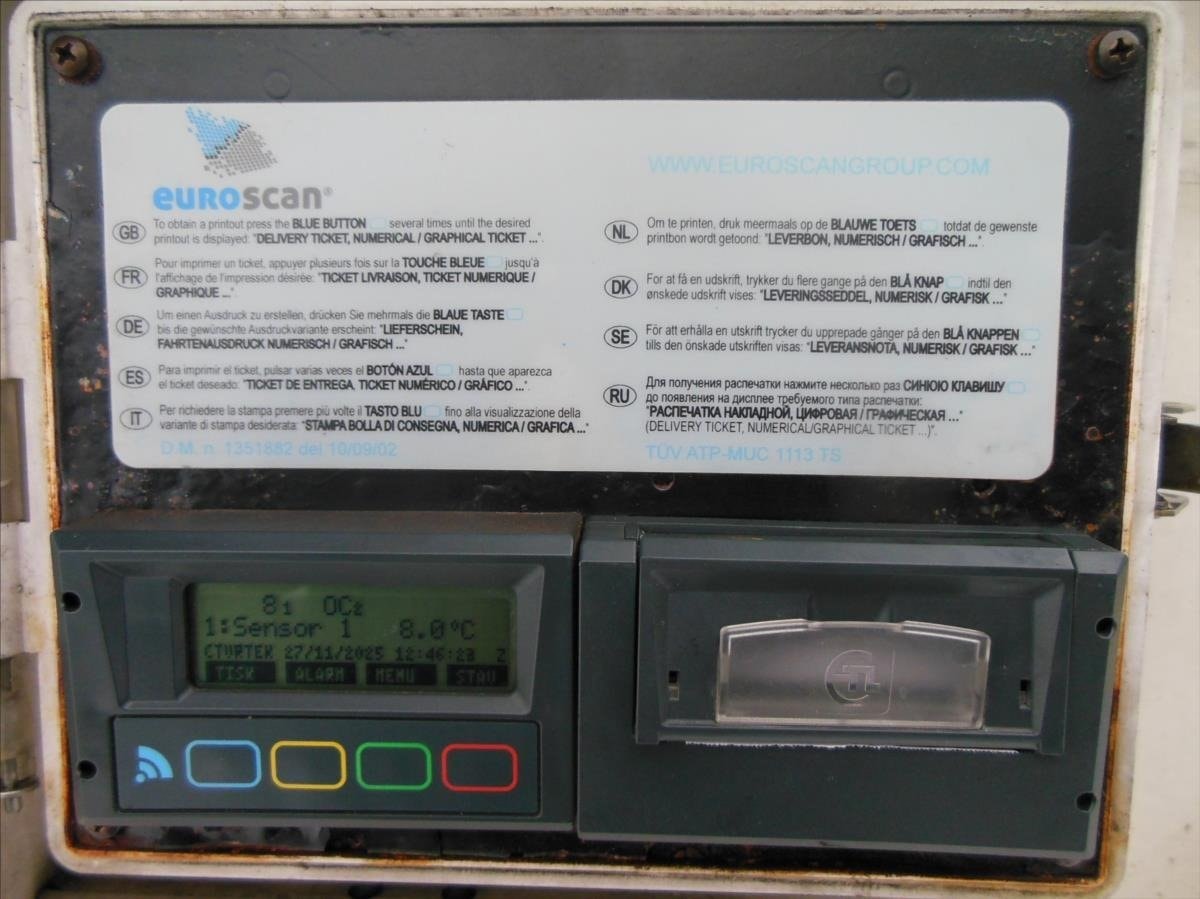 euroscan®
WWW.EUROSCANGROUP.COM
GB To obtain a printout press the BLUE BUTTON several times until the desired
printout is displayed: "DELIVERY TICKET, NUMERICAL / GRAPHICAL TICKET ...".
FR Pour imprimer un ticket, appuyer plusieurs fois sur la TOUCHE BLEUE jusqu'à
l'affichage de l'impression désirée: "TICKET LIVRAISON, TICKET NUMERIQUE /
GRAPHIQUE ...".
DE Um einen Ausdruck zu erstellen, drücken Sie mehrmals die BLAUE TASTE
bis die gewünschte Ausdruckvariante erscheint: "LIEFERSCHEIN,
FAHRTENAUSDRUCK NUMERISCH / GRAFISCH ..."
ES Para imprimir el ticket, pulsar varias veces el BOTÓN AZUL hasta que aparezca
el ticket deseado: "TICKET DE ENTREGA, TICKET NUMÉRICO / GRÁFICO ...".
IT Per richiedere la stampa premere più volte il TASTO BLU fino alla visualizzazione della
variante di stampa desiderata: "STAMPA BOLLA DI CONSEGNA, NUMERICA / GRAFICA ..."
D.M. n. 1351882 del 10/09/02
NL Om te printen, druk meermaals op de BLAUWE TOETS totdat de gewenste
printbon wordt getoond: "LEVERBON, NUMERISCH / GRAFISCH ...".
DK For at få en udskrift, trykker du flere gange på den BLÅ KNAP indtil den
ønskede udskrift vises: "LEVERINGSSEDDEL, NUMERISK / GRAFISK ..."
SE För att erhålla en utskrift trycker du upprepade gånger på den BLÅ KNAPPEN
tills den önskade utskriften visas: "LEVERANSNOTA, NUMERISK / GRAFISK ..."
RU Для получения распечатки нажмите несколько раз СИНЮЮ КЛАВИШУ
до появления на дисплее требуемого типа распечатки:
"РАСПЕЧАТКА НАКЛАДНОЙ, ЦИФРОВАЯ / ГРАФИЧЕСКАЯ ..."
(DELIVERY TICKET, NUMERICAL/GRAPHICAL TICKET ...)".
TÜV ATP-MUC 1113 TS
81 OC2
1:Sensor 1 8.0°C
CTVRTEK 27/11/2025 12:46:23 Z
TISK ALARM MENU STAV